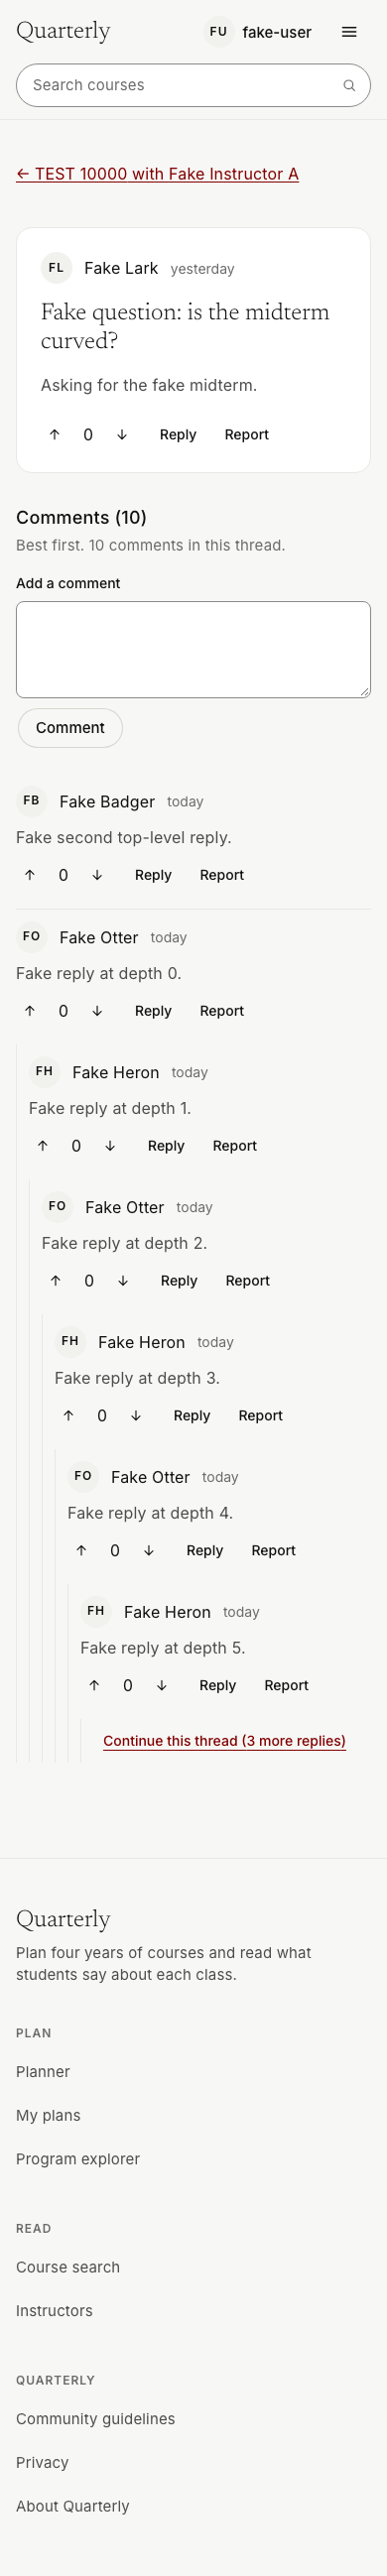 Quarterly
FU fake-user
Search courses
← TEST 10000 with Fake Instructor A
FL Fake Lark yesterday
Fake question: is the midterm
curved?
Asking for the fake midterm.
↑ 0 ↓ Reply Report
Comments (10)
Best first. 10 comments in this thread.
Add a comment
Comment
FB Fake Badger today
Fake second top-level reply.
↑ 0 ↓ Reply Report
FO Fake Otter today
Fake reply at depth 0.
↑ 0 ↓ Reply Report
FH Fake Heron today
Fake reply at depth 1.
↑ 0 ↓ Reply Report
FO Fake Otter today
Fake reply at depth 2.
↑ 0 ↓ Reply Report
FH Fake Heron today
Fake reply at depth 3.
↑ 0 ↓ Reply Report
FO Fake Otter today
Fake reply at depth 4.
↑ 0 ↓ Reply Report
FH Fake Heron today
Fake reply at depth 5.
↑ 0 ↓ Reply Report
Continue this thread (3 more replies)
Quarterly
Plan four years of courses and read what
students say about each class.
PLAN
Planner
My plans
Program explorer
READ
Course search
Instructors
QUARTERLY
Community guidelines
Privacy
About Quarterly